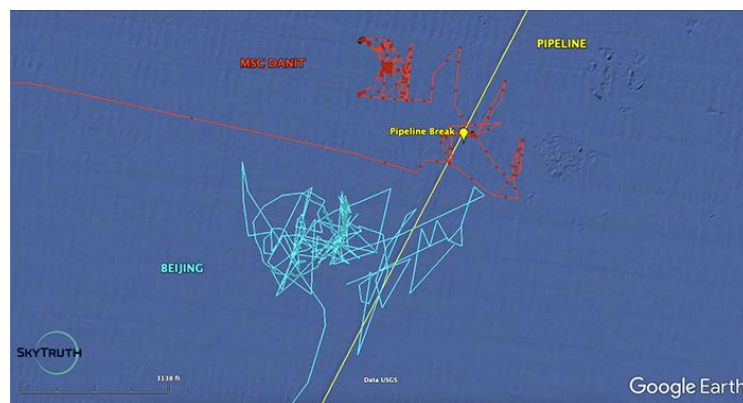 PIPELINE
MSC DANIT
Pipeline Break
BEIJING
SKYTRUTH
3138 ft
Data USGS
Google Earth